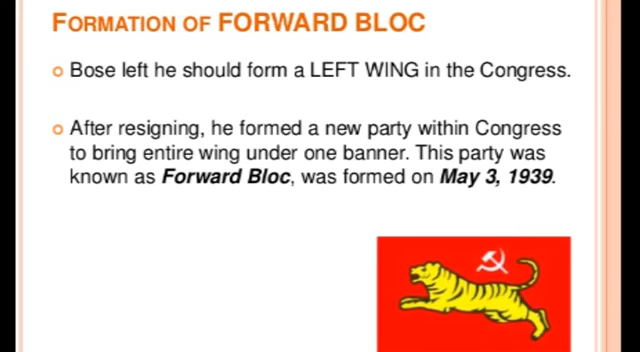 FORMATION OF FORWARD BLOC
Bose left he should form a LEFT WING in the Congress.
After resigning, he formed a new party within Congress
to bring entire wing under one banner. This party was
known as Forward Bloc, was formed on May 3, 1939.